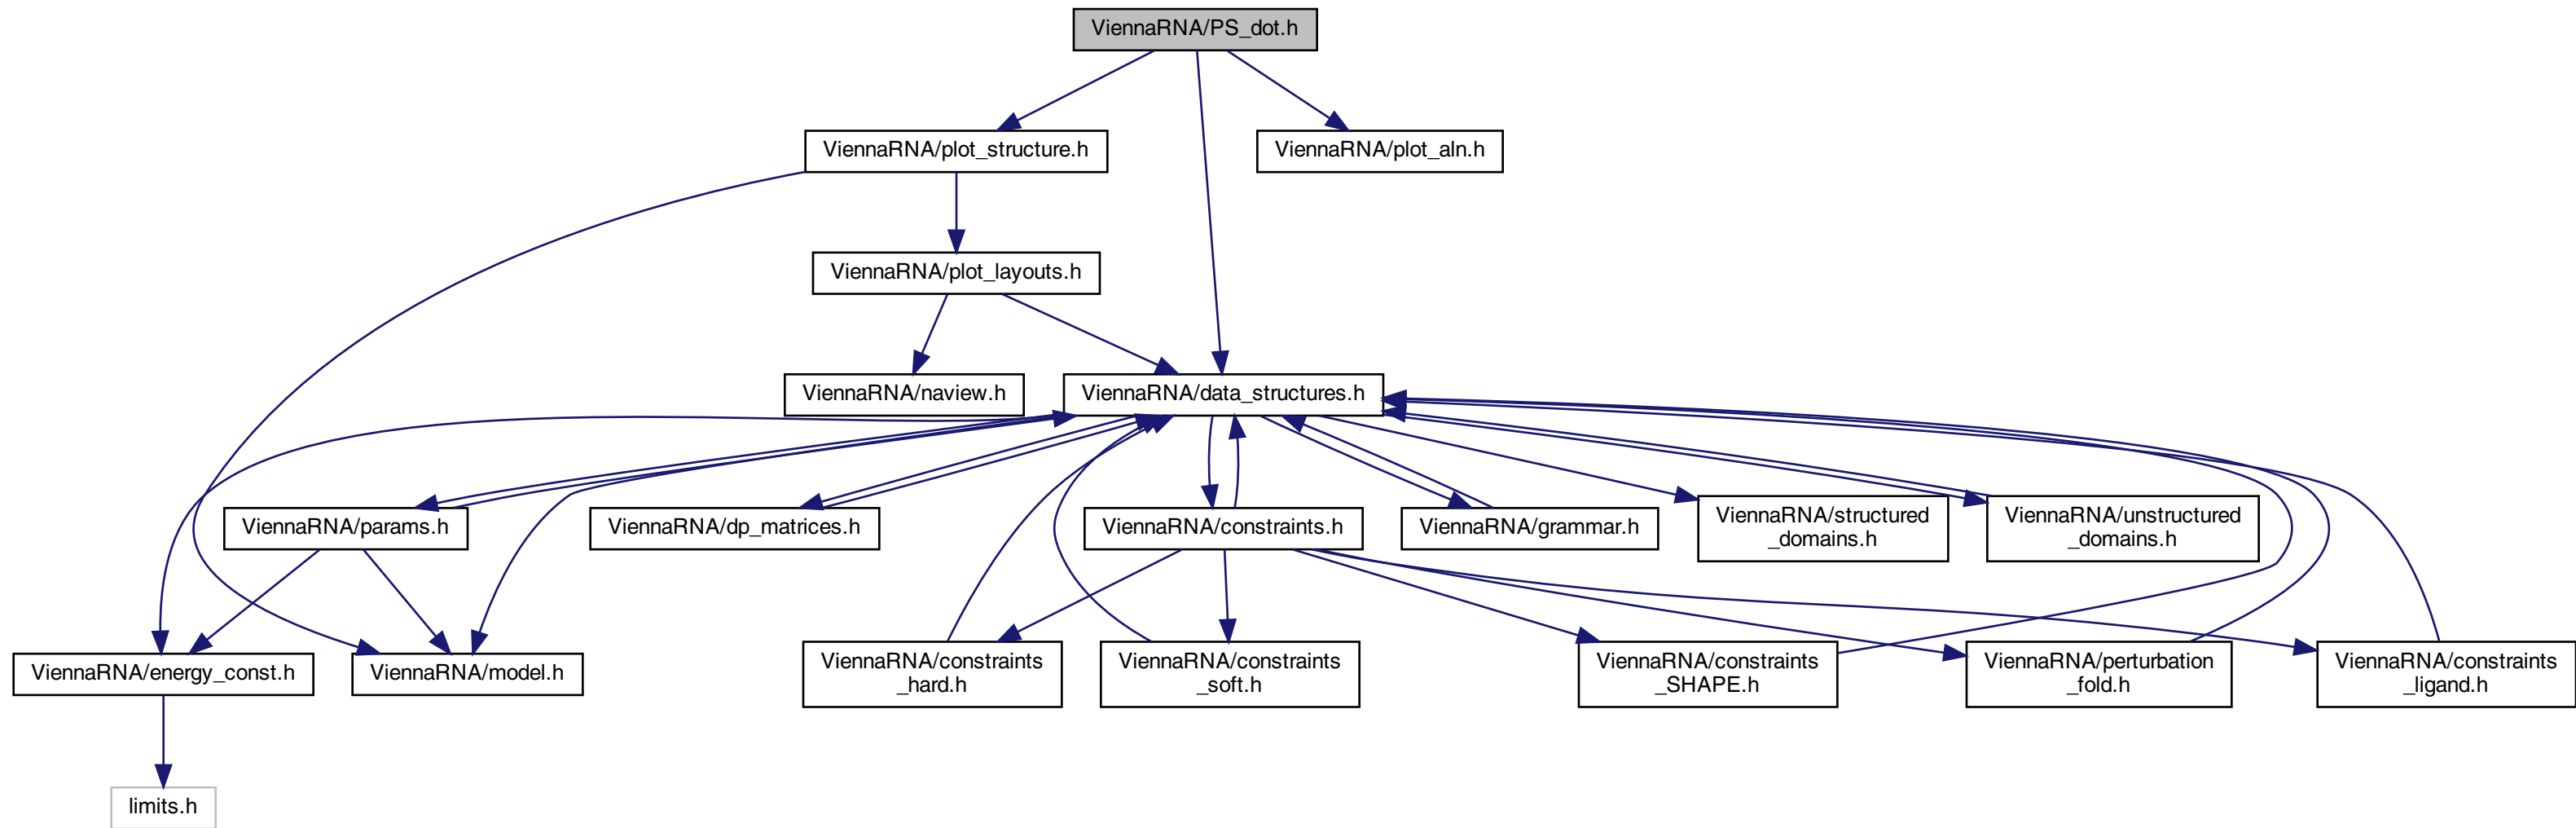 ViennaRNA/PS_dot.h
ViennaRNA/plot_structure.h
ViennaRNA/plot_aln.h
ViennaRNA/plot_layouts.h
ViennaRNA/naview.h
ViennaRNA/data_structures.h
ViennaRNA/params.h
ViennaRNA/dp_matrices.h
ViennaRNA/constraints.h
ViennaRNA/grammar.h
ViennaRNA/structured
_domains.h
ViennaRNA/unstructured
_domains.h
ViennaRNA/energy_const.h
ViennaRNA/model.h
ViennaRNA/constraints
_hard.h
ViennaRNA/constraints
_soft.h
ViennaRNA/constraints
_SHAPE.h
ViennaRNA/perturbation
_fold.h
ViennaRNA/constraints
_ligand.h
limits.h